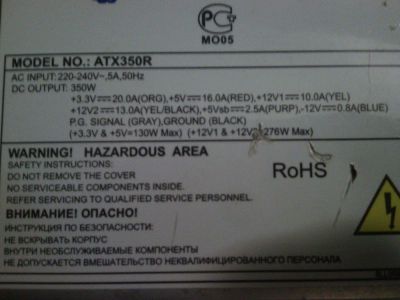 РС
МО05
MODEL NO.: ATX350R
AC INPUT: 220-240V~,5A,50Hz
DC OUTPUT: 350W
+3.3V=20.0A(ORG),+5V=16.0A(RED),+12V1=10.0A(YEL)
+12V2=13.0A(YEL/BLACK),+5Vsb=2.5A(PURP),-12V=0.8A(BLUE)
P.G. SIGNAL (GRAY),GROUND (BLACK)
(+3.3V & +5V=130W Max) (+12V1 & +12V2=276W Max)
WARNING! HAZARDOUS AREA
SAFETY INSTRUCTIONS:
DO NOT REMOVE THE COVER
NO SERVICEABLE COMPONENTS INSIDE.
REFER SERVICING TO QUALIFIED SERVICE PERSONNEL.
RoHS
ВНИМАНИЕ! ОПАСНО!
ИНСТРУКЦИЯ ПО БЕЗОПАСНОСТИ:
НЕ ВСКРЫВАТЬ КОРПУС
ВНУТРИ НЕОБСЛУЖИВАЕМЫЕ КОМПОНЕНТЫ
НЕ ДОПУСКАЕТСЯ ВМЕШАТЕЛЬСТВО НЕКВАЛИФИЦИРОВАННОГО ПЕРСОНАЛА